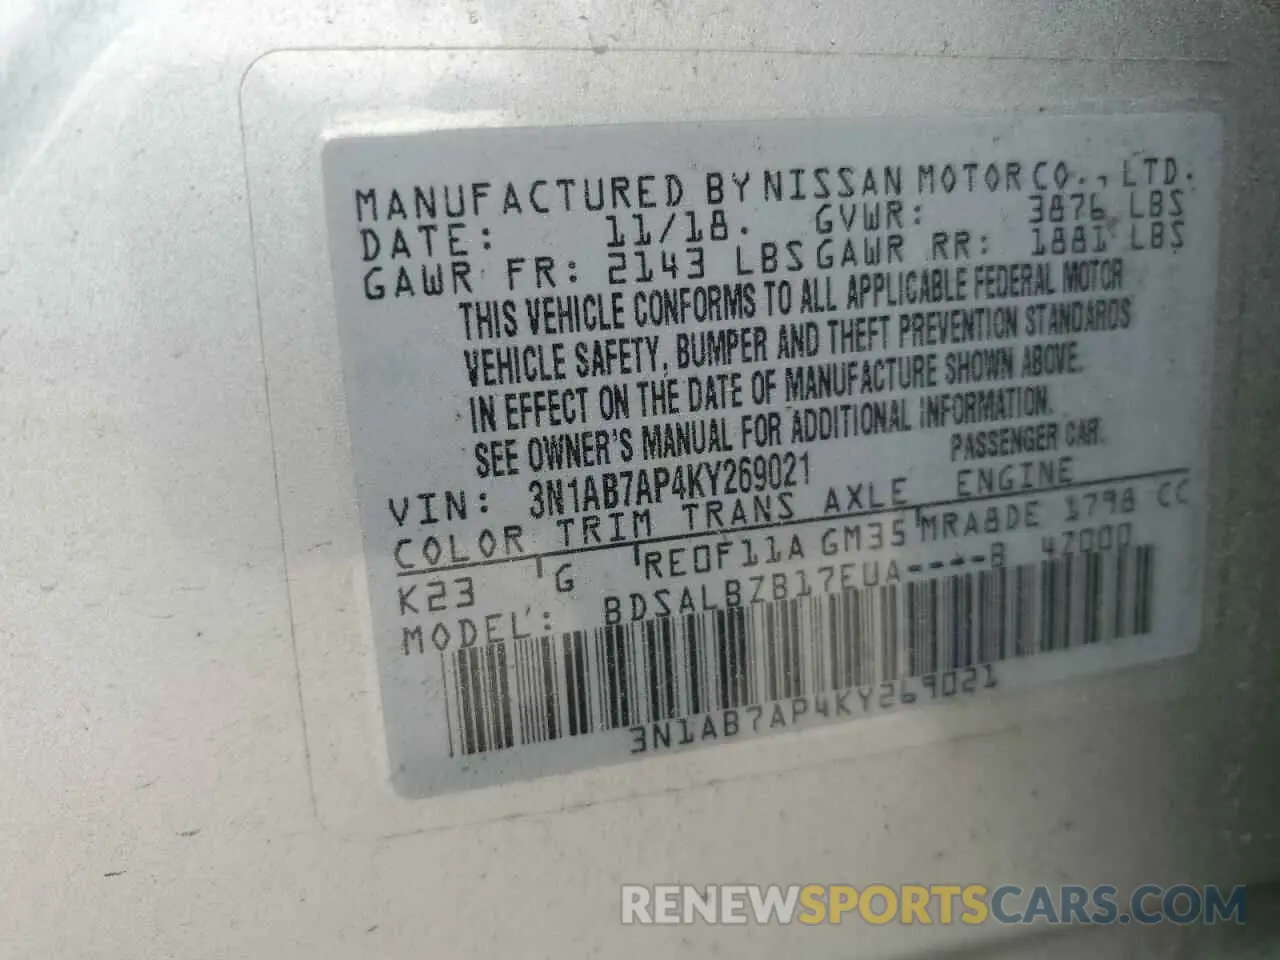 MANUFACTURED BY NISSAN MOTOR CO., LTD.
DATE: 11/18. GVWR: 3876 LBS
GAWR FR: 2143 LBS GAWR RR: 1881 LBS
THIS VEHICLE CONFORMS TO ALL APPLICABLE FEDERAL MOTOR
VEHICLE SAFETY, BUMPER AND THEFT PREVENTION STANDARDS
IN EFFECT ON THE DATE OF MANUFACTURE SHOWN ABOVE.
SEE OWNER'S MANUAL FOR ADDITIONAL INFORMATION.
VIN: 3N1AB7AP4KY269021 PASSENGER CAR.
COLOR TRIM TRANS AXLE ENGINE
K23 G RE0F11A GM35 MRA8DE 1798 CC
MODEL: BDSALBZB17EUA----B 4Z000
3N1AB7AP4KY269021
RENEWSPORTSCARS.COM